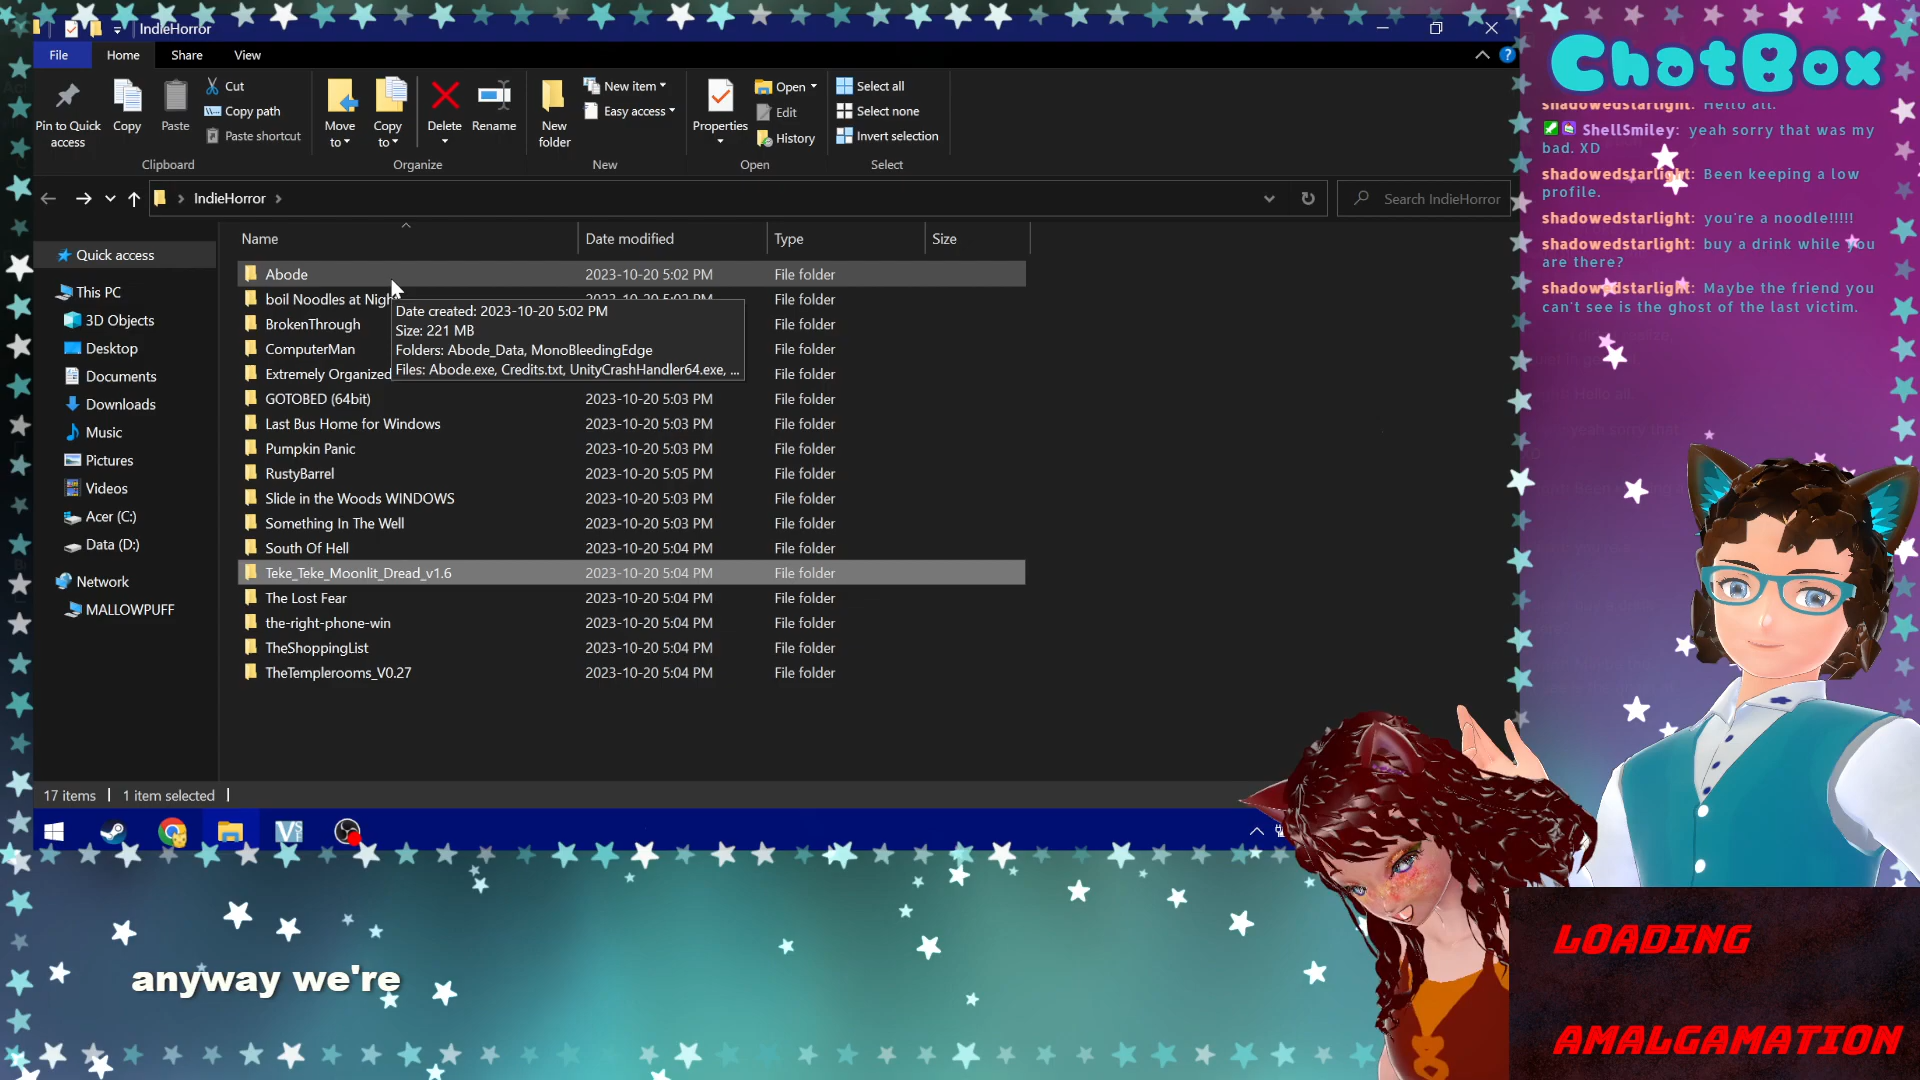 IndieHorror
File
Home
Share
View
Pin to Quick access
Copy
Paste
Cut
Copy path
Paste shortcut
Clipboard
Move to
Copy to
Delete
Rename
Organize
New folder
New item
Easy access
New
Properties
Open
Edit
History
Open
Select all
Select none
Invert selection
Select
IndieHorror
Search IndieHorror
Quick access
This PC
3D Objects
Desktop
Documents
Downloads
Music
Pictures
Videos
Acer (C:)
Data (D:)
Network
MALLOWPUFF
Name Date modified Type Size
Abode 2023-10-20 5:02 PM File folder
boil Noodles at Nigh 2023-10-20 5:02 PM File folder
BrokenThrough File folder
ComputerMan File folder
Extremely Organized File folder
Date created: 2023-10-20 5:02 PM
Size: 221 MB
Folders: Abode_Data, MonoBleedingEdge
Files: Abode.exe, Credits.txt, UnityCrashHandler64.exe, ...
GOTOBED (64bit) 2023-10-20 5:03 PM File folder
Last Bus Home for Windows 2023-10-20 5:03 PM File folder
Pumpkin Panic 2023-10-20 5:03 PM File folder
RustyBarrel 2023-10-20 5:05 PM File folder
Slide in the Woods WINDOWS 2023-10-20 5:03 PM File folder
Something In The Well 2023-10-20 5:03 PM File folder
South Of Hell 2023-10-20 5:04 PM File folder
Teke_Teke_Moonlit_Dread_v1.6 2023-10-20 5:04 PM File folder
The Lost Fear 2023-10-20 5:04 PM File folder
the-right-phone-win 2023-10-20 5:04 PM File folder
TheShoppingList 2023-10-20 5:04 PM File folder
TheTemplerooms_V0.27 2023-10-20 5:04 PM File folder
17 items
1 item selected
anyway we're
ChatBox
shadowedstarlight: Hello all.
ShellSmiley: yeah sorry that was my
bad. XD
shadowedstarlight: Been keeping a low
profile.
shadowedstarlight: you're a noodle!!!!!
shadowedstarlight: buy a drink while you
are there?
shadowedstarlight: Maybe the friend you
can't see is the ghost of the last victim.
LOADING
AMALGAMATION